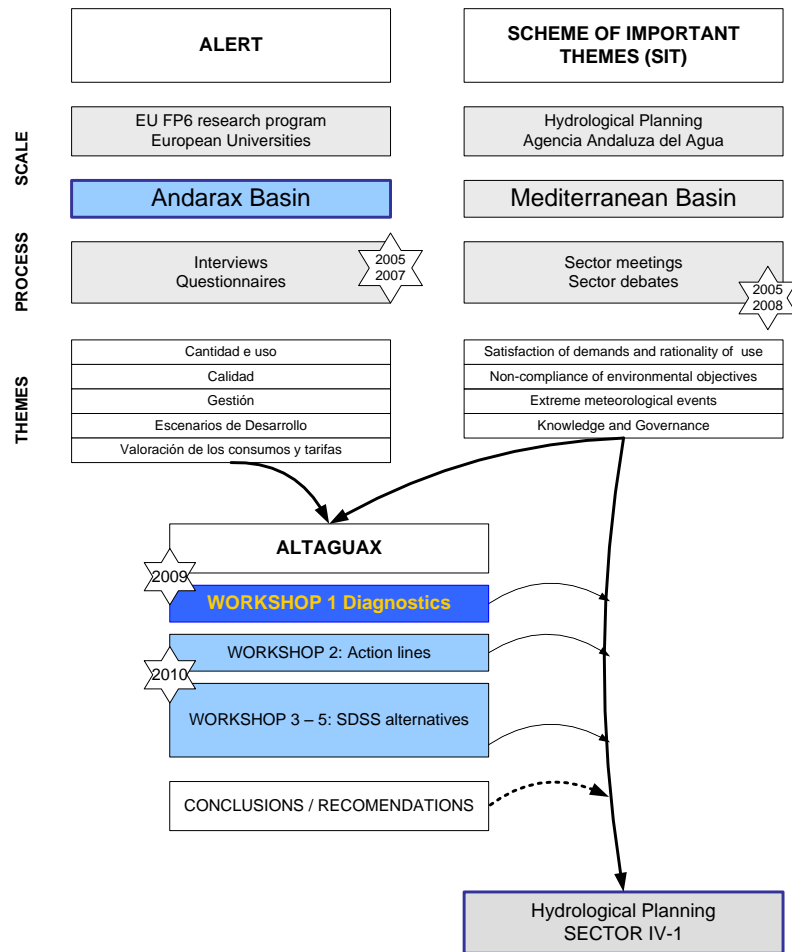 ALERT
SCHEME OF IMPORTANT
THEMES (SIT)
SCALE
EU FP6 research program
European Universities
Hydrological Planning
Agencia Andaluza del Agua
Andarax Basin
Mediterranean Basin
PROCESS
Interviews
Questionnaires
2005
2007
Sector meetings
Sector debates
2005
2008
THEMES
Cantidad e uso
Calidad
Gestión
Escenarios de Desarrollo
Valoración de los consumos y tarifas
Satisfaction of demands and rationality of use
Non-compliance of environmental objectives
Extreme meteorological events
Knowledge and Governance
ALTAGUAX
2009
WORKSHOP 1 Diagnostics
WORKSHOP 2: Action lines
2010
WORKSHOP 3 – 5: SDSS alternatives
CONCLUSIONS / RECOMENDATIONS
Hydrological Planning
SECTOR IV-1